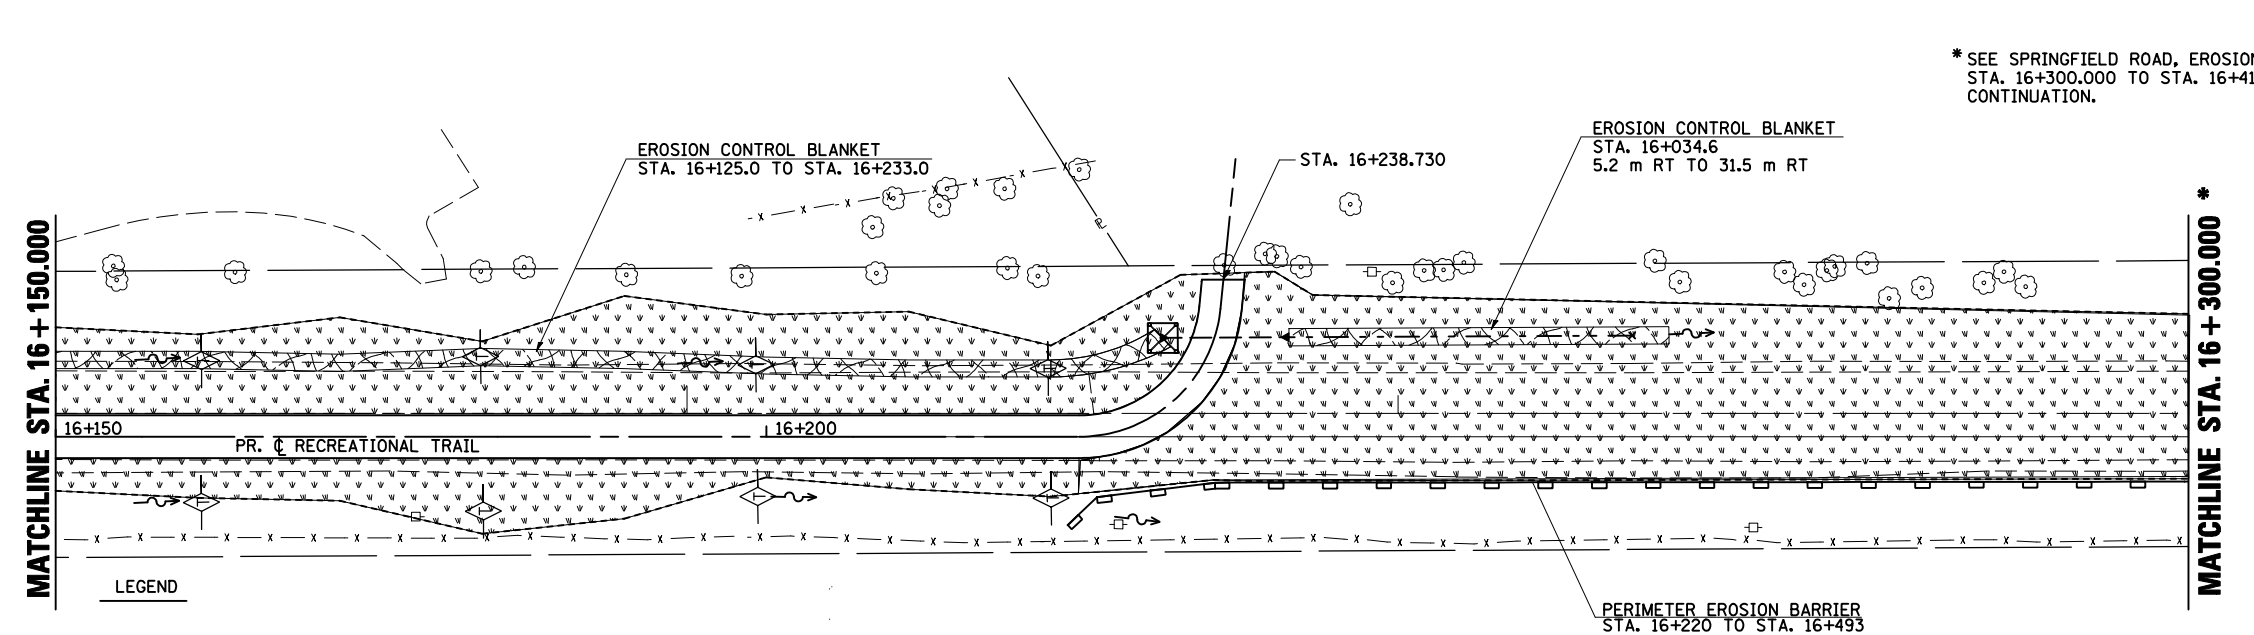 * SEE SPRINGFIELD ROAD, EROSION
STA. 16+300.000 TO STA. 16+41
CONTINUATION.
EROSION CONTROL BLANKET
STA. 16+034.6
5.2 m RT TO 31.5 m RT
EROSION CONTROL BLANKET
STA. 16+125.0 TO STA. 16+233.0
STA. 16+238.730
MATCHLINE STA. 16+150.000
MATCHLINE STA. 16+300.000 *
16+150
16+200
PR. ℄ RECREATIONAL TRAIL
LEGEND
PERIMETER EROSION BARRIER
STA. 16+220 TO STA. 16+493